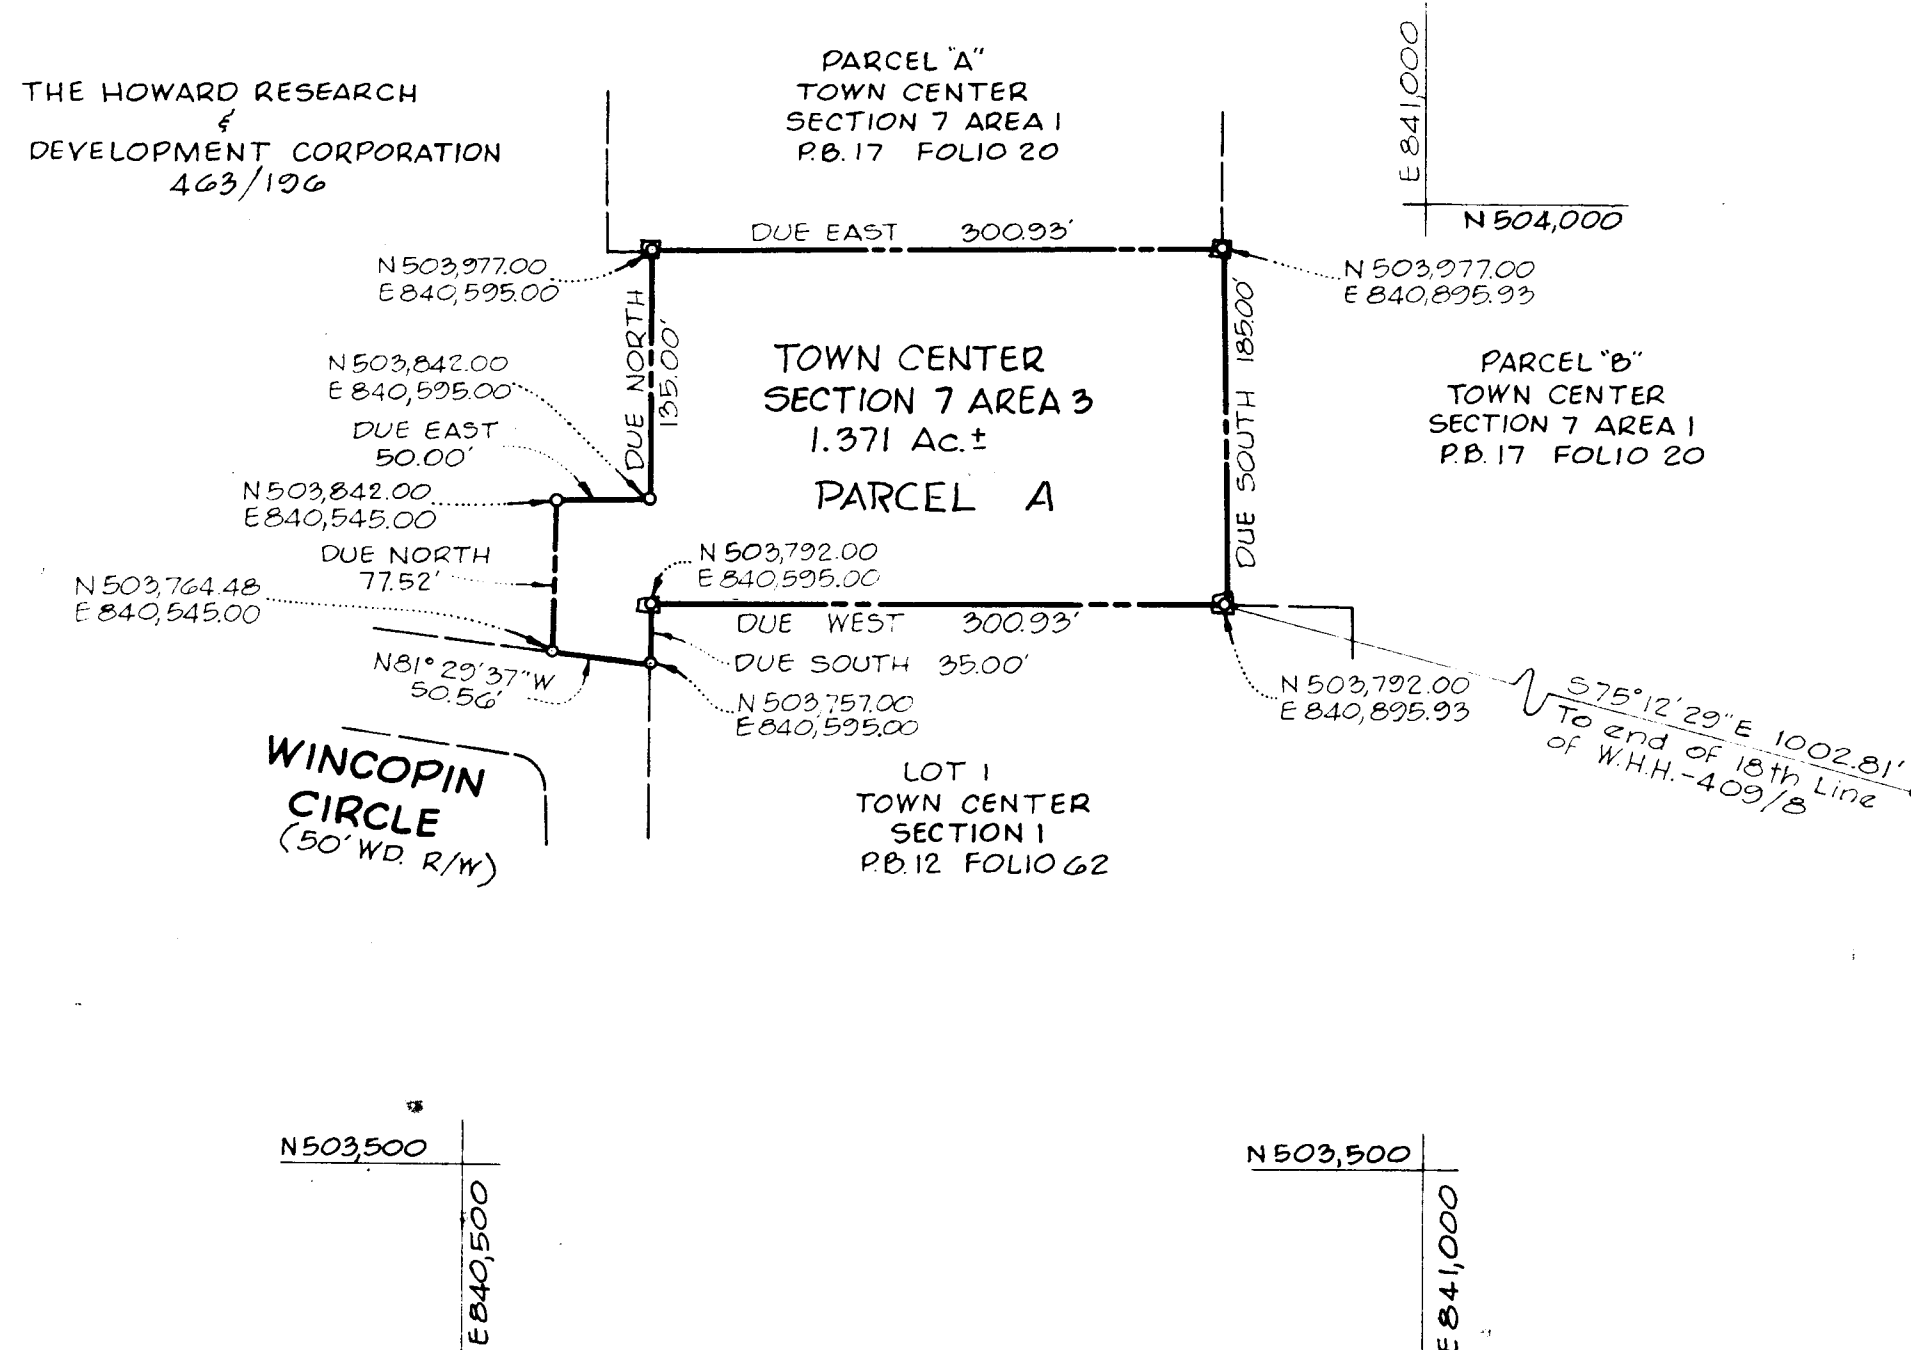 THE HOWARD RESEARCH
&
DEVELOPMENT CORPORATION
463/196
PARCEL "A"
TOWN CENTER
SECTION 7 AREA 1
P.B. 17 FOLIO 20
E 841,000
N 504,000
DUE EAST 300.93'
N 503,977.00
E 840,595.00
N 503,977.00
E 840,895.93
DUE NORTH
135.00'
DUE SOUTH 185.00'
N 503,842.00
E 840,595.00
DUE EAST
50.00'
N 503,842.00
E 840,545.00
DUE NORTH
77.52'
N 503,764.48
E 840,545.00
TOWN CENTER
SECTION 7 AREA 3
1.371 Ac.±
PARCEL A
PARCEL "B"
TOWN CENTER
SECTION 7 AREA 1
P.B. 17 FOLIO 20
N 503,792.00
E 840,595.00
DUE WEST 300.93'
DUE SOUTH 35.00'
N81°29'37"W
50.56'
N 503,757.00
E 840,595.00
N 503,792.00
E 840,895.93
S75°12'29"E 1002.81'
To end of 18th Line
of W.H.H.-409/8
WINCOPIN
CIRCLE
(50' WD. R/W)
LOT 1
TOWN CENTER
SECTION 1
P.B. 12 FOLIO 62
N 503,500
E 840,500
N 503,500
E 841,000